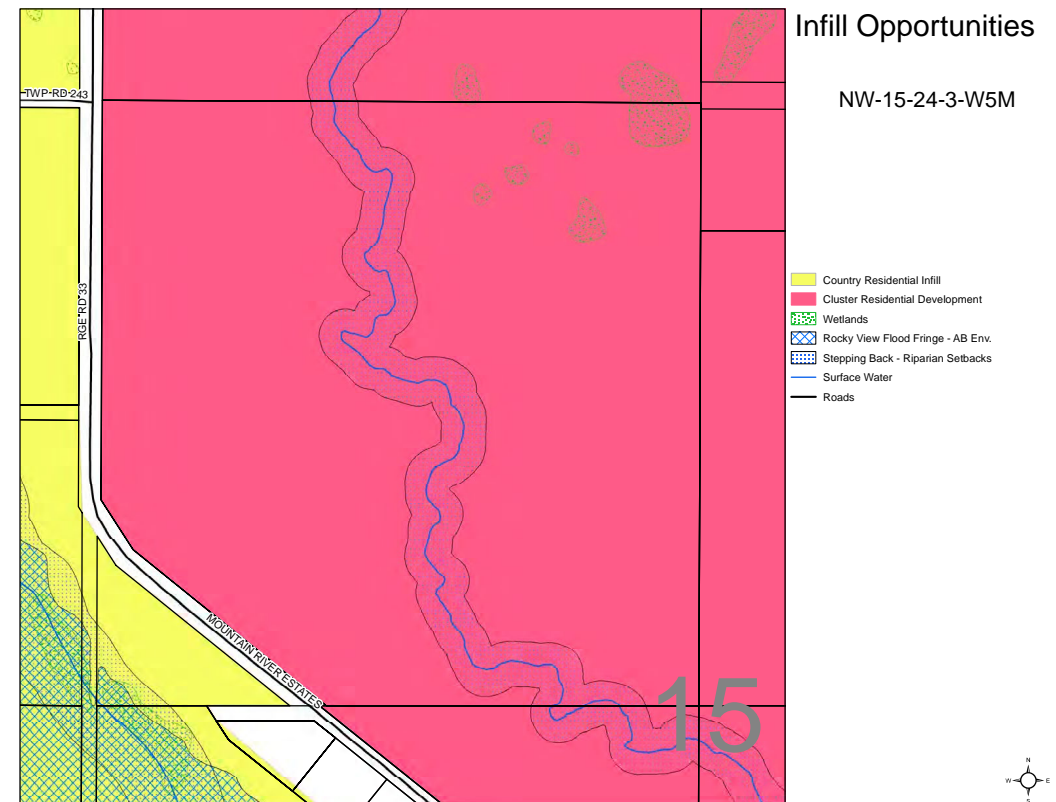 Infill Opportunities
NW-15-24-3-W5M
TWP RD 243
RGE RD 33
MOUNTAIN RIVER ESTATES
15
Country Residential Infill
Cluster Residential Development
Wetlands
Rocky View Flood Fringe - AB Env.
Stepping Back - Riparian Setbacks
Surface Water
Roads
N
W E
S